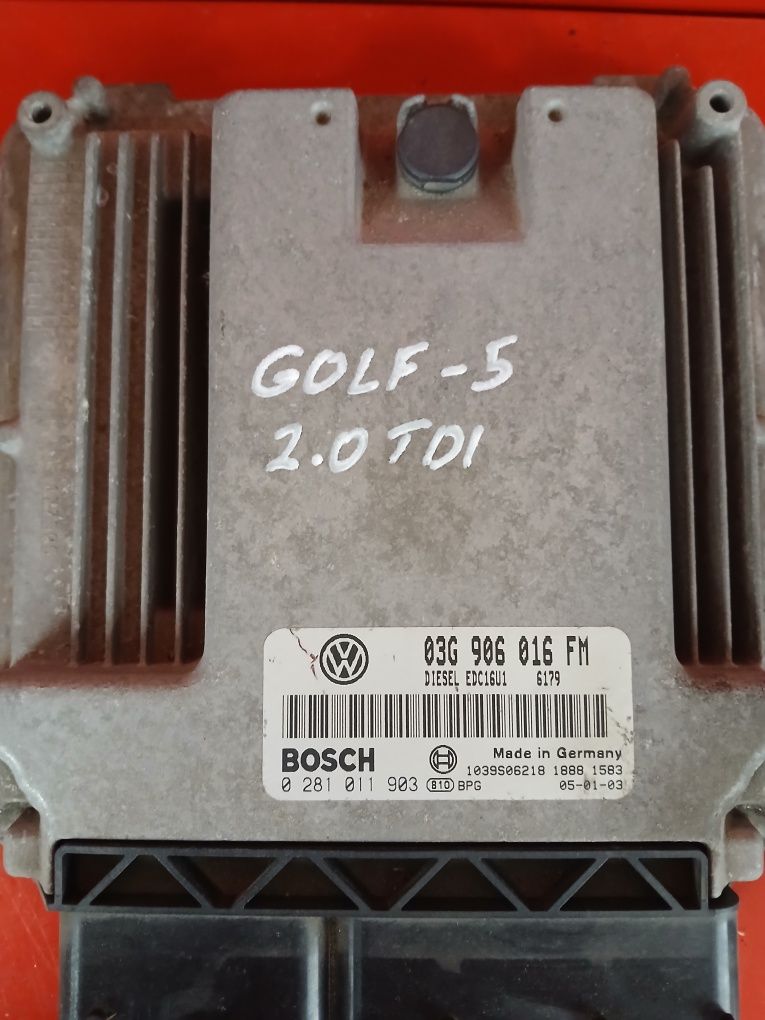 GOLF-5
2.0 TDI
03G 906 016 FM
DIESEL EDC16U1 6179
BOSCH
Made in Germany
1039S06218 1888 1583
0 281 011 903 B10 BPG 05-01-03